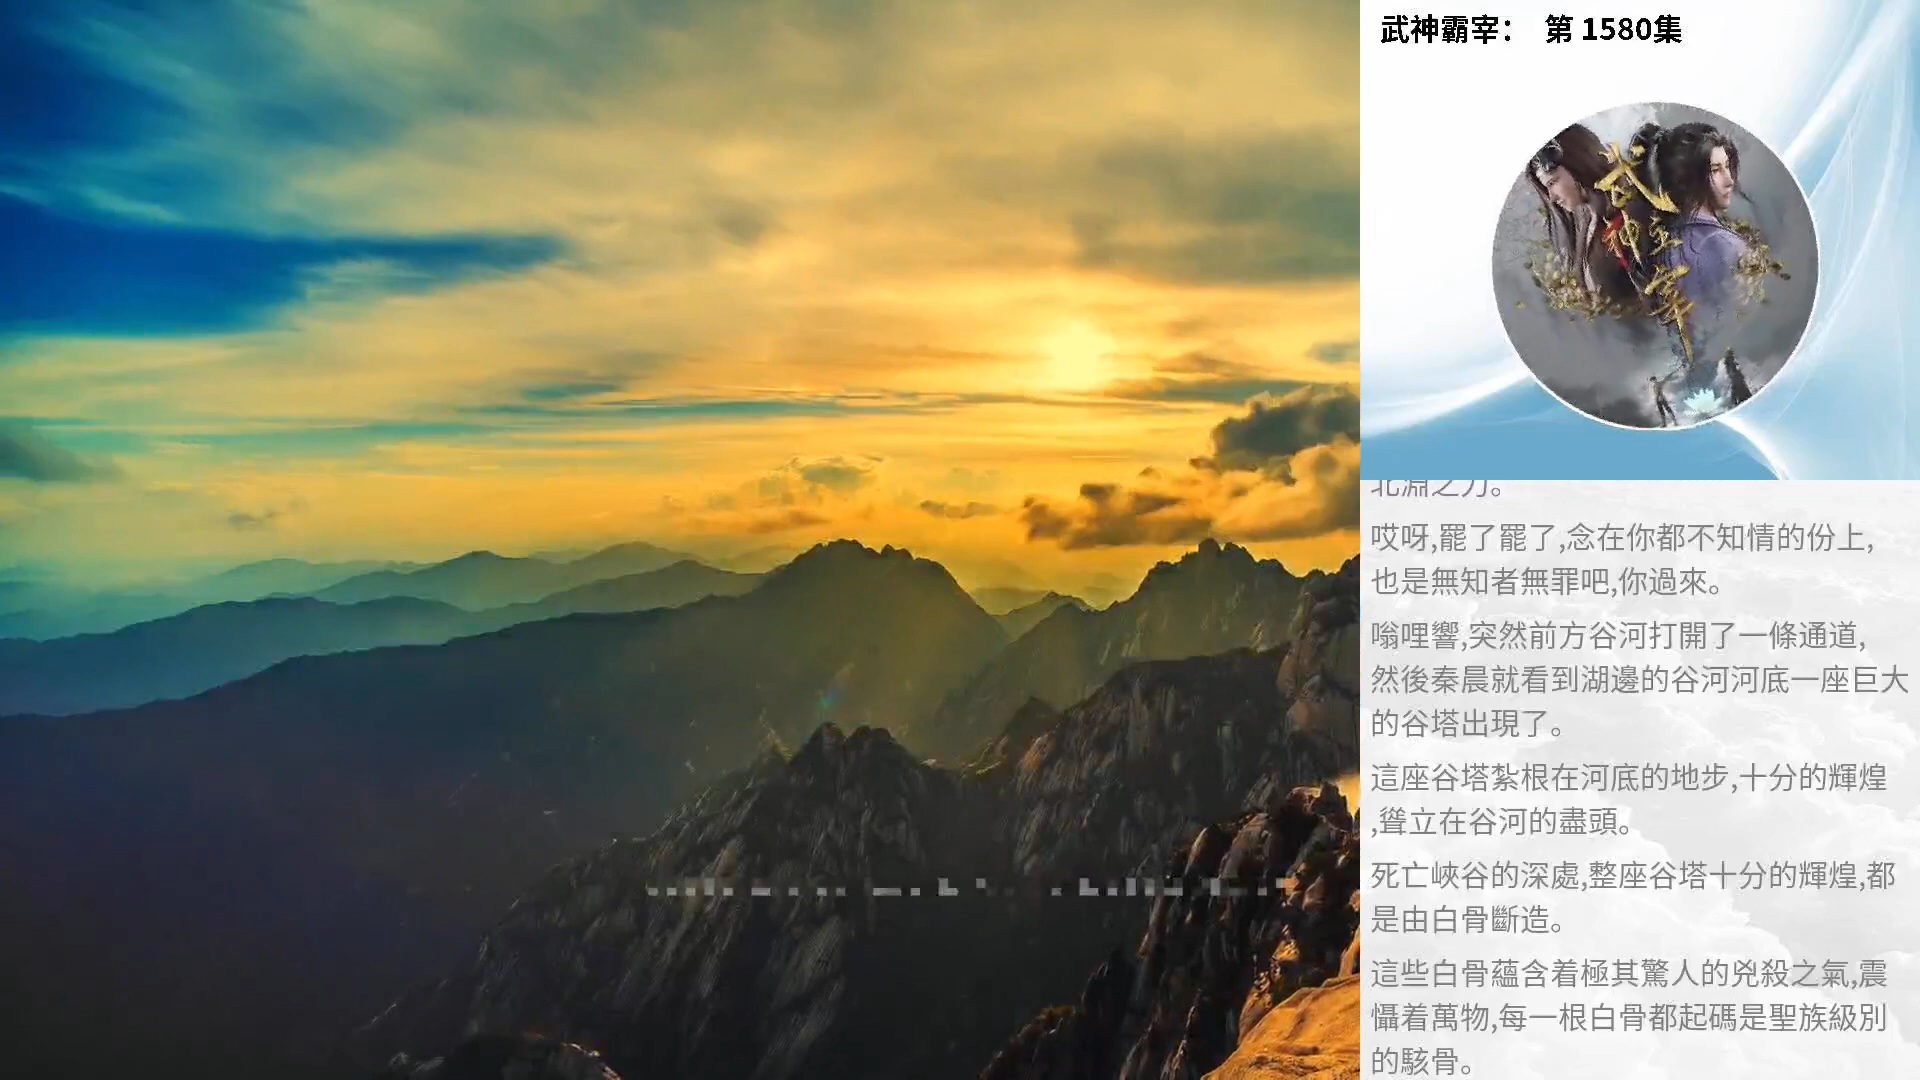 武神霸宰： 第 1580集
武神主宰
北淵之力。
哎呀,罷了罷了,念在你都不知情的份上,
也是無知者無罪吧,你過來。
嗡哩響,突然前方谷河打開了一條通道,
然後秦晨就看到湖邊的谷河河底一座巨大
的谷塔出現了。
這座谷塔紮根在河底的地步,十分的輝煌
,聳立在谷河的盡頭。
死亡峽谷的深處,整座谷塔十分的輝煌,都
是由白骨斷造。
這些白骨蘊含着極其驚人的兇殺之氣,震
懾着萬物,每一根白骨都起碼是聖族級別
的駭骨。